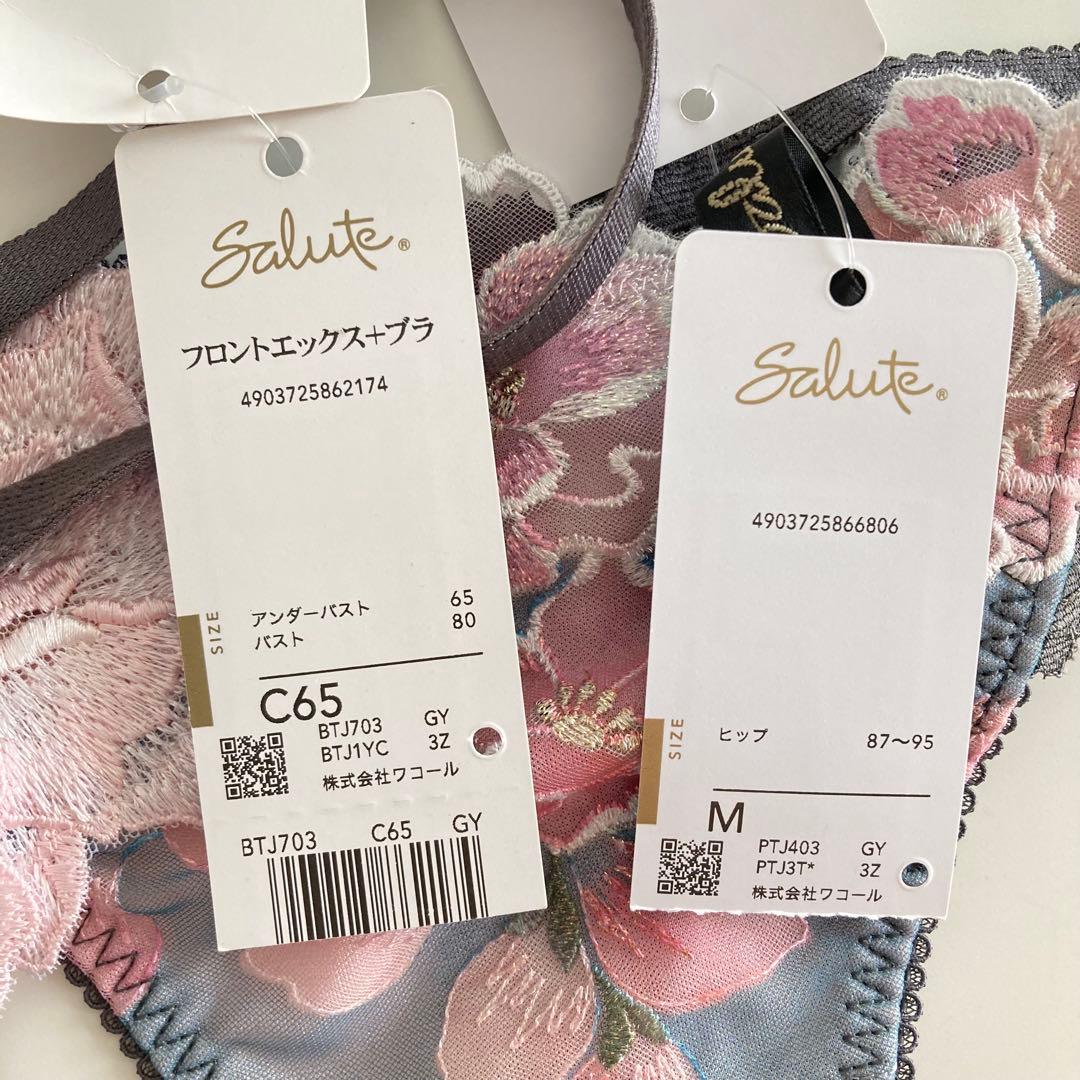 Salute®
フロントエックス+ブラ
4903725862174
SIZE
アンダーバスト 65
バスト 80
C65
BTJ703 GY
BTJ1YC 3Z
株式会社ワコール
BTJ703 C65 GY
Salute®
4903725866806
SIZE
ヒップ 87〜95
M
PTJ403 GY
PTJ3T* 3Z
株式会社ワコール